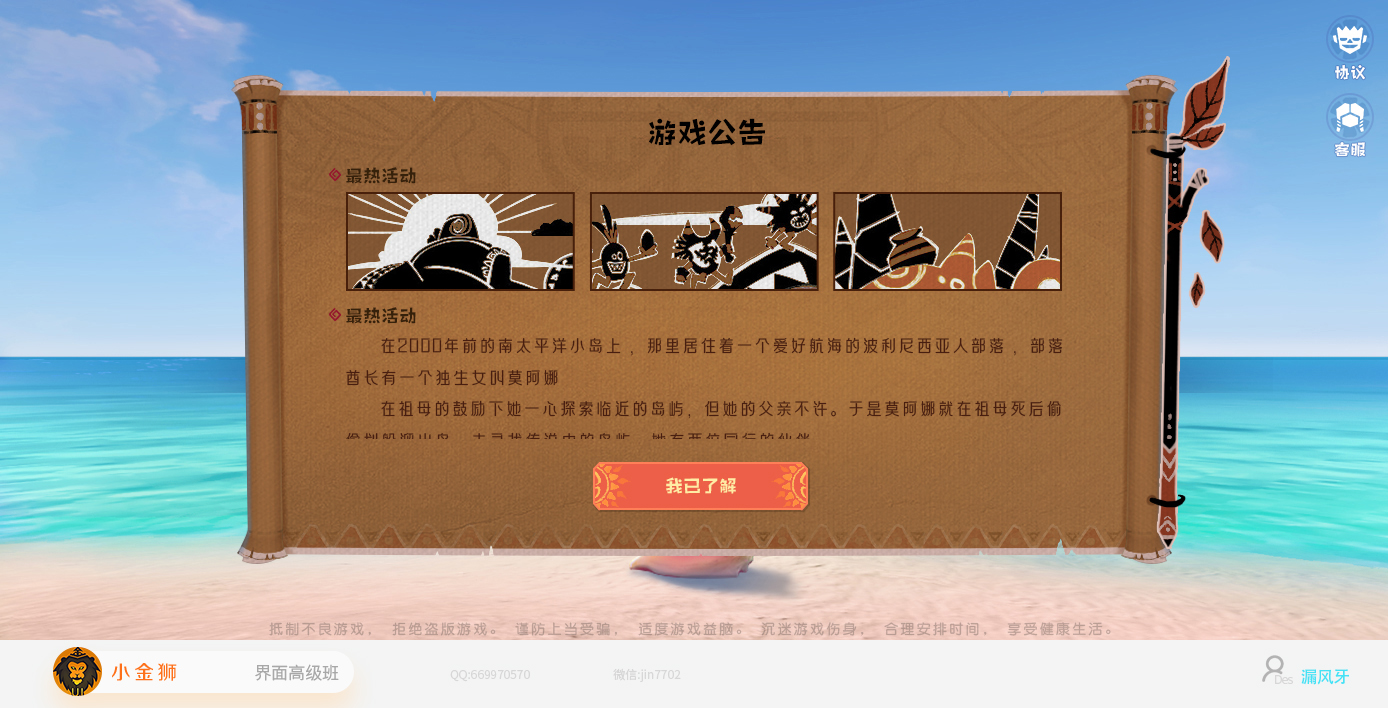 协议
客服
游戏公告
最热活动
最热活动
在2000年前的南太平洋小岛上，那里居住着一个爱好航海的波利尼西亚人部落，部落
酋长有一个独生女叫莫阿娜
在祖母的鼓励下她一心探索临近的岛屿，但她的父亲不许。于是莫阿娜就在祖母死后偷
我已了解
抵制不良游戏， 拒绝盗版游戏。 谨防上当受骗， 适度游戏益脑。 沉迷游戏伤身， 合理安排时间， 享受健康生活。
小金狮 界面高级班 QQ:669970570 微信:jin7702 Des 漏风牙